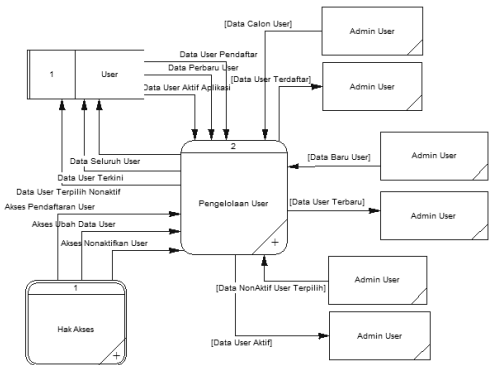 [Data Calon User]
Admin User
Data User Pendaftar
1
User
Data Perbaru User
[Data User Terdaftar]
Admin User
Data User Aktif Aplikasi
2
Data Seluruh User
[Data Baru User]
Admin User
Data User Terkini
Data User Terpilih Nonaktif
Pengelolaan User
[Data User Terbaru]
Admin User
Akses Pendaftaran User
Akses Ubah Data User
Akses Nonaktifkan User
+
1
[Data NonAktif User Terpilih]
Admin User
Hak Akses
+
[Data User Aktif]
Admin User